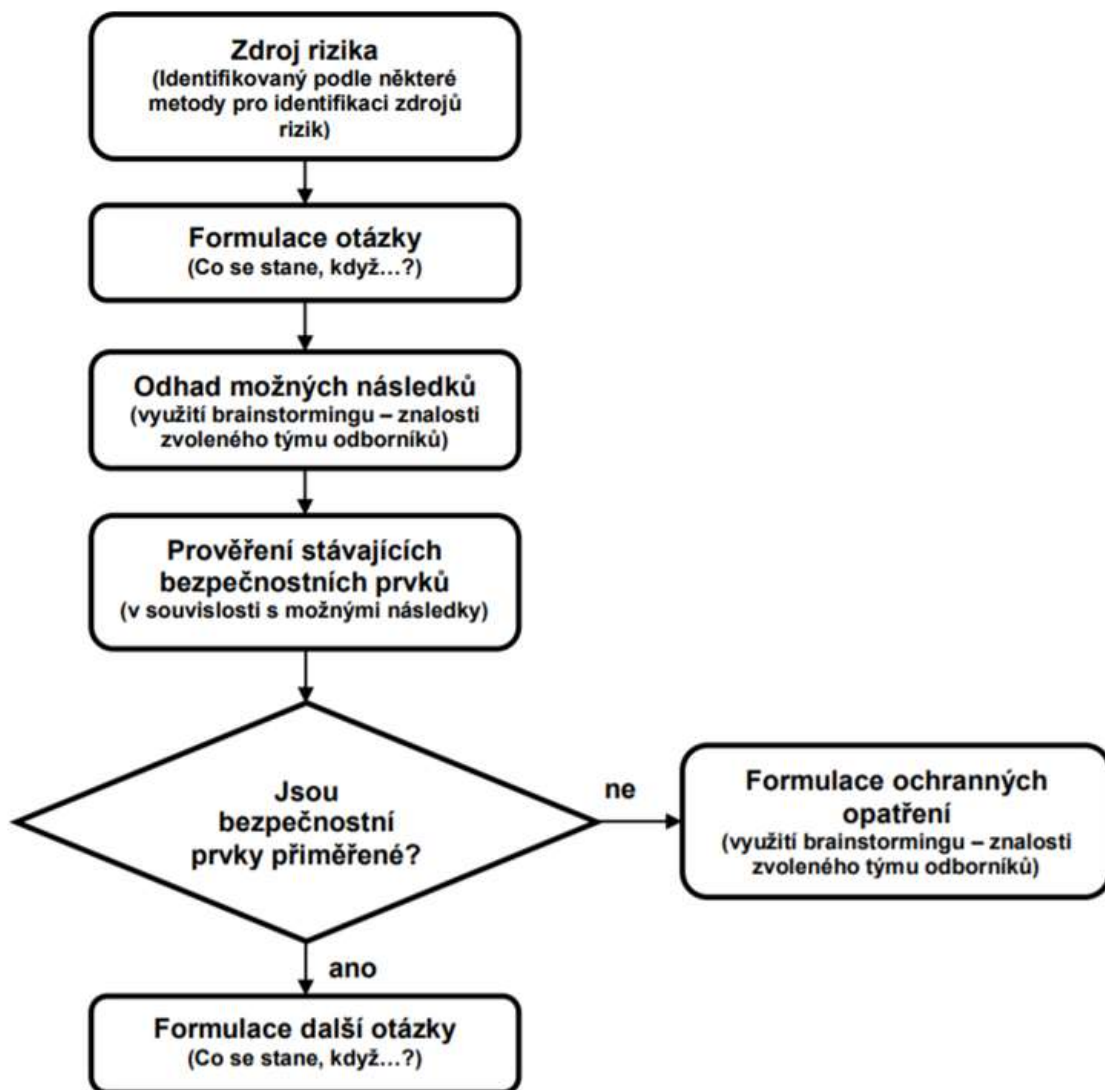 Zdroj rizika
(Identifikovaný podle některé
metody pro identifikaci zdrojů
rizik)
Formulace otázky
(Co se stane, když...?)
Odhad možných následků
(využití brainstormingu – znalosti
zvoleného týmu odborníků)
Prověření stávajících
bezpečnostních prvků
(v souvislosti s možnými následky)
Jsou
bezpečnostní
prvky přiměřené?
ne
Formulace ochranných
opatření
(využití brainstormingu – znalosti
zvoleného týmu odborníků)
ano
Formulace další otázky
(Co se stane, když...?)